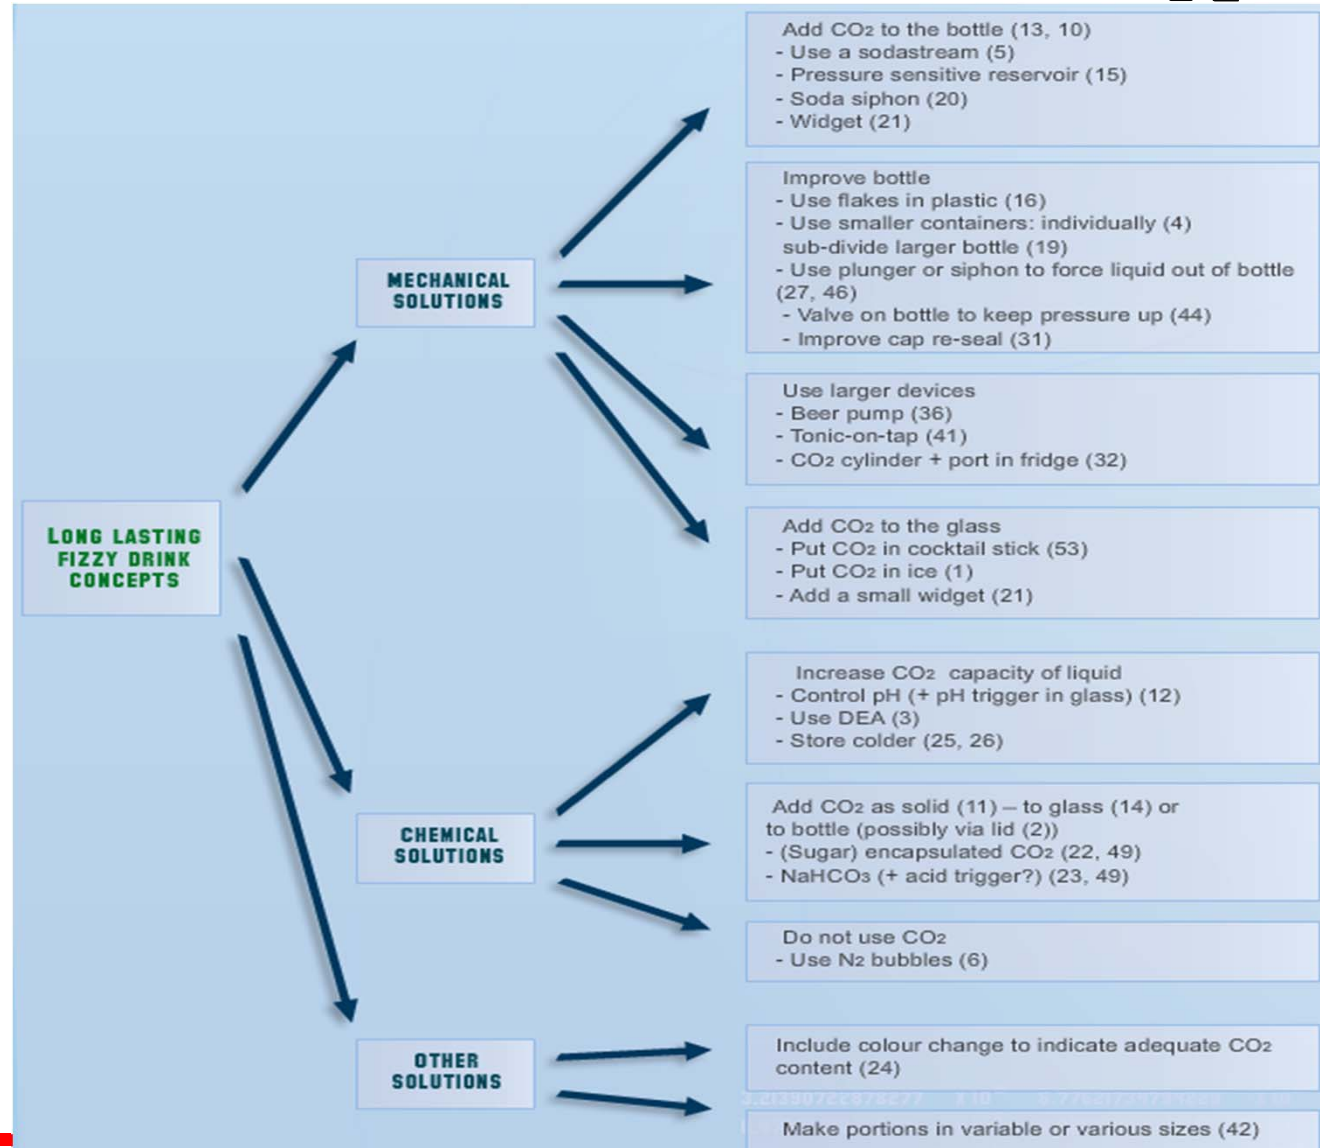 Add CO2 to the bottle (13, 10)
- Use a sodastream (5)
- Pressure sensitive reservoir (15)
- Soda siphon (20)
- Widget (21)
Improve bottle
- Use flakes in plastic (16)
- Use smaller containers: individually (4)
sub-divide larger bottle (19)
- Use plunger or siphon to force liquid out of bottle
(27, 46)
- Valve on bottle to keep pressure up (44)
- Improve cap re-seal (31)
MECHANICAL
SOLUTIONS
Use larger devices
- Beer pump (36)
- Tonic-on-tap (41)
- CO2 cylinder + port in fridge (32)
Add CO2 to the glass
- Put CO2 in cocktail stick (53)
- Put CO2 in ice (1)
- Add a small widget (21)
LONG LASTING
FIZZY DRINK
CONCEPTS
Increase CO2 capacity of liquid
- Control pH (+ pH trigger in glass) (12)
- Use DEA (3)
- Store colder (25, 26)
CHEMICAL
SOLUTIONS
Add CO2 as solid (11) – to glass (14) or
to bottle (possibly via lid (2))
- (Sugar) encapsulated CO2 (22, 49)
- NaHCO3 (+ acid trigger?) (23, 49)
Do not use CO2
- Use N2 bubbles (6)
OTHER
SOLUTIONS
Include colour change to indicate adequate CO2
content (24)
Make portions in variable or various sizes (42)